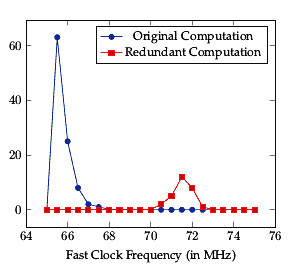 Original Computation
Redundant Computation
60
40
20
0
64 66 68 70 72 74 76
Fast Clock Frequency (in MHz)